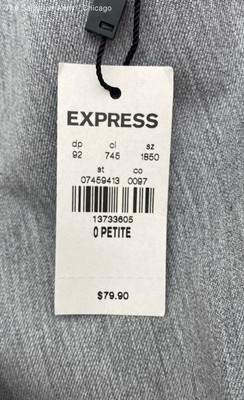 The Salvation Army - Chicago
EXPRESS
dp cl sz
92 745 1850
st co
07459413 0097
13733605
0 PETITE
$79.90